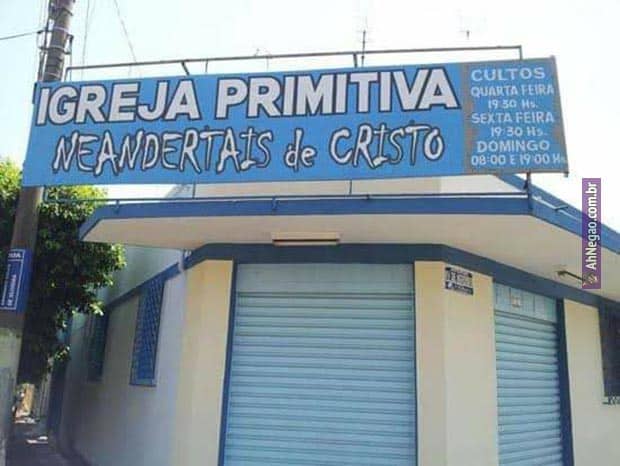 IGREJA PRIMITIVA
NEANDERTAIS de CRISTO
CULTOS
QUARTA FEIRA
19:30 Hs.
SEXTA FEIRA
19:30 Hs.
DOMINGO
08:00 E 19:00 Hs
AhNegao.com.br